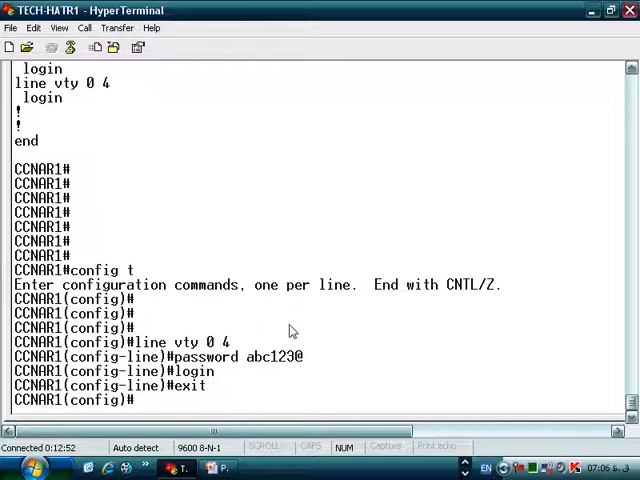 TECH-HATR1 - HyperTerminal
File Edit View Call Transfer Help
login
line vty 0 4
login
!
!
end
CCNAR1#
CCNAR1#
CCNAR1#
CCNAR1#
CCNAR1#
CCNAR1#
CCNAR1#
CCNAR1#config t
Enter configuration commands, one per line. End with CNTL/Z.
CCNAR1(config)#
CCNAR1(config)#
CCNAR1(config)#
CCNAR1(config)#line vty 0 4
CCNAR1(config-line)#password abc123@
CCNAR1(config-line)#login
CCNAR1(config-line)#exit
CCNAR1(config)#
Connected 0:12:52 Auto detect 9600 8-N-1 SCROLL CAPS NUM Capture Print echo
T. P. EN 07:06 ق.ظ